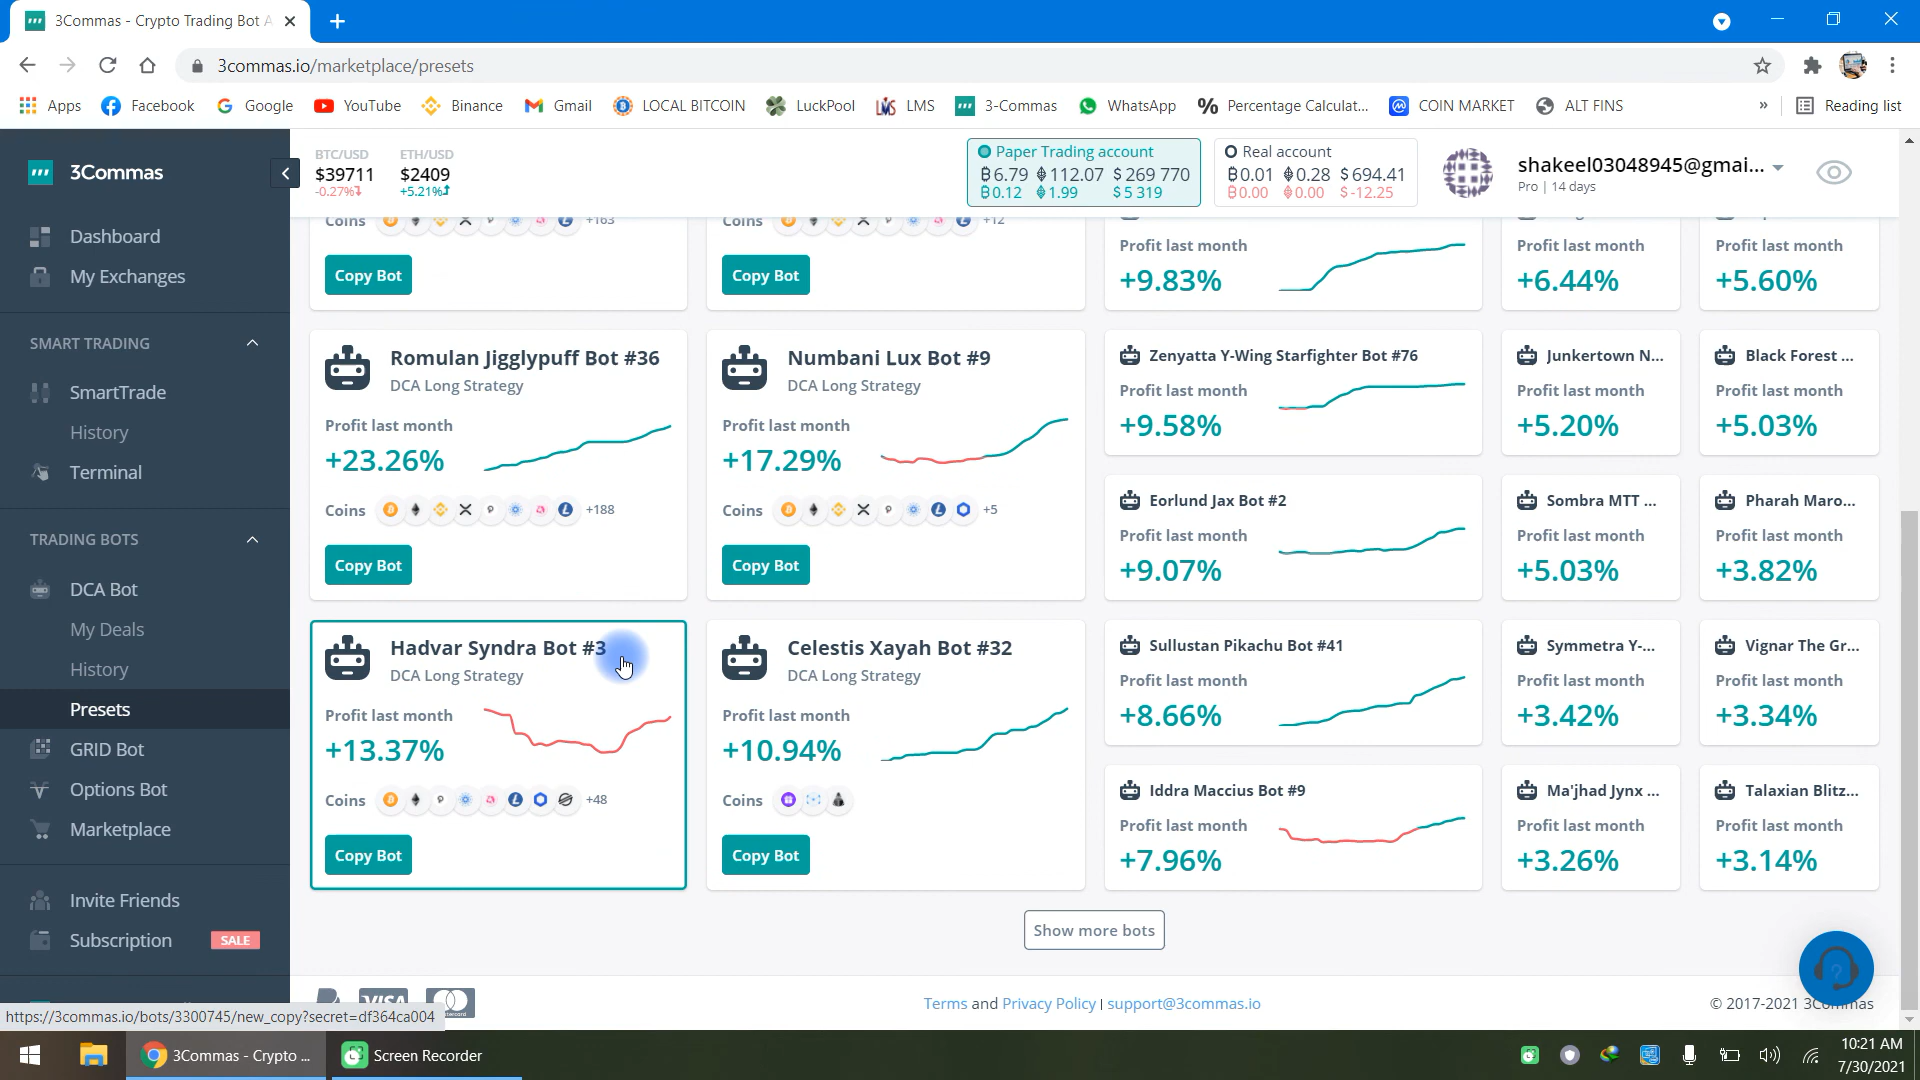 3Commas - Crypto Trading Bot A
3commas.io/marketplace/presets
Apps
Facebook
Google
YouTube
Binance
Gmail
LOCAL BITCOIN
LuckPool
LMS
3-Commas
WhatsApp
Percentage Calculat...
COIN MARKET
ALT FINS
»
Reading list
3Commas
BTC/USD
$39711
-0.27%
ETH/USD
$2409
+5.21%
Paper Trading account
6.79 112.07 $269 770
0.12 1.99 $5 319
Real account
0.01 0.28 $694.41
0.00 0.00 $-12.25
shakeel03048945@gmai...
Pro | 14 days
Dashboard
My Exchanges
SMART TRADING
SmartTrade
History
Terminal
TRADING BOTS
DCA Bot
My Deals
History
Presets
GRID Bot
Options Bot
Marketplace
Invite Friends
Subscription
SALE
Coins +163
Copy Bot
Coins +12
Copy Bot
Profit last month
+9.83%
Profit last month
+6.44%
Profit last month
+5.60%
Romulan Jigglypuff Bot #36
DCA Long Strategy
Profit last month
+23.26%
Coins +188
Copy Bot
Numbani Lux Bot #9
DCA Long Strategy
Profit last month
+17.29%
Coins +5
Copy Bot
Zenyatta Y-Wing Starfighter Bot #76
Profit last month
+9.58%
Junkertown N...
Profit last month
+5.20%
Black Forest ...
Profit last month
+5.03%
Eorlund Jax Bot #2
Profit last month
+9.07%
Sombra MTT ...
Profit last month
+5.03%
Pharah Maro...
Profit last month
+3.82%
Hadvar Syndra Bot #3
DCA Long Strategy
Profit last month
+13.37%
Coins +48
Copy Bot
Celestis Xayah Bot #32
DCA Long Strategy
Profit last month
+10.94%
Coins
Copy Bot
Sullustan Pikachu Bot #41
Profit last month
+8.66%
Symmetra Y-...
Profit last month
+3.42%
Vignar The Gr...
Profit last month
+3.34%
Iddra Maccius Bot #9
Profit last month
+7.96%
Ma'jhad Jynx ...
Profit last month
+3.26%
Talaxian Blitz...
Profit last month
+3.14%
Show more bots
VISA
Terms and Privacy Policy | support@3commas.io
© 2017-2021 3Commas
https://3commas.io/bots/3300745/new_copy?secret=df364ca004
3Commas - Crypto ...
Screen Recorder
10:21 AM
7/30/2021